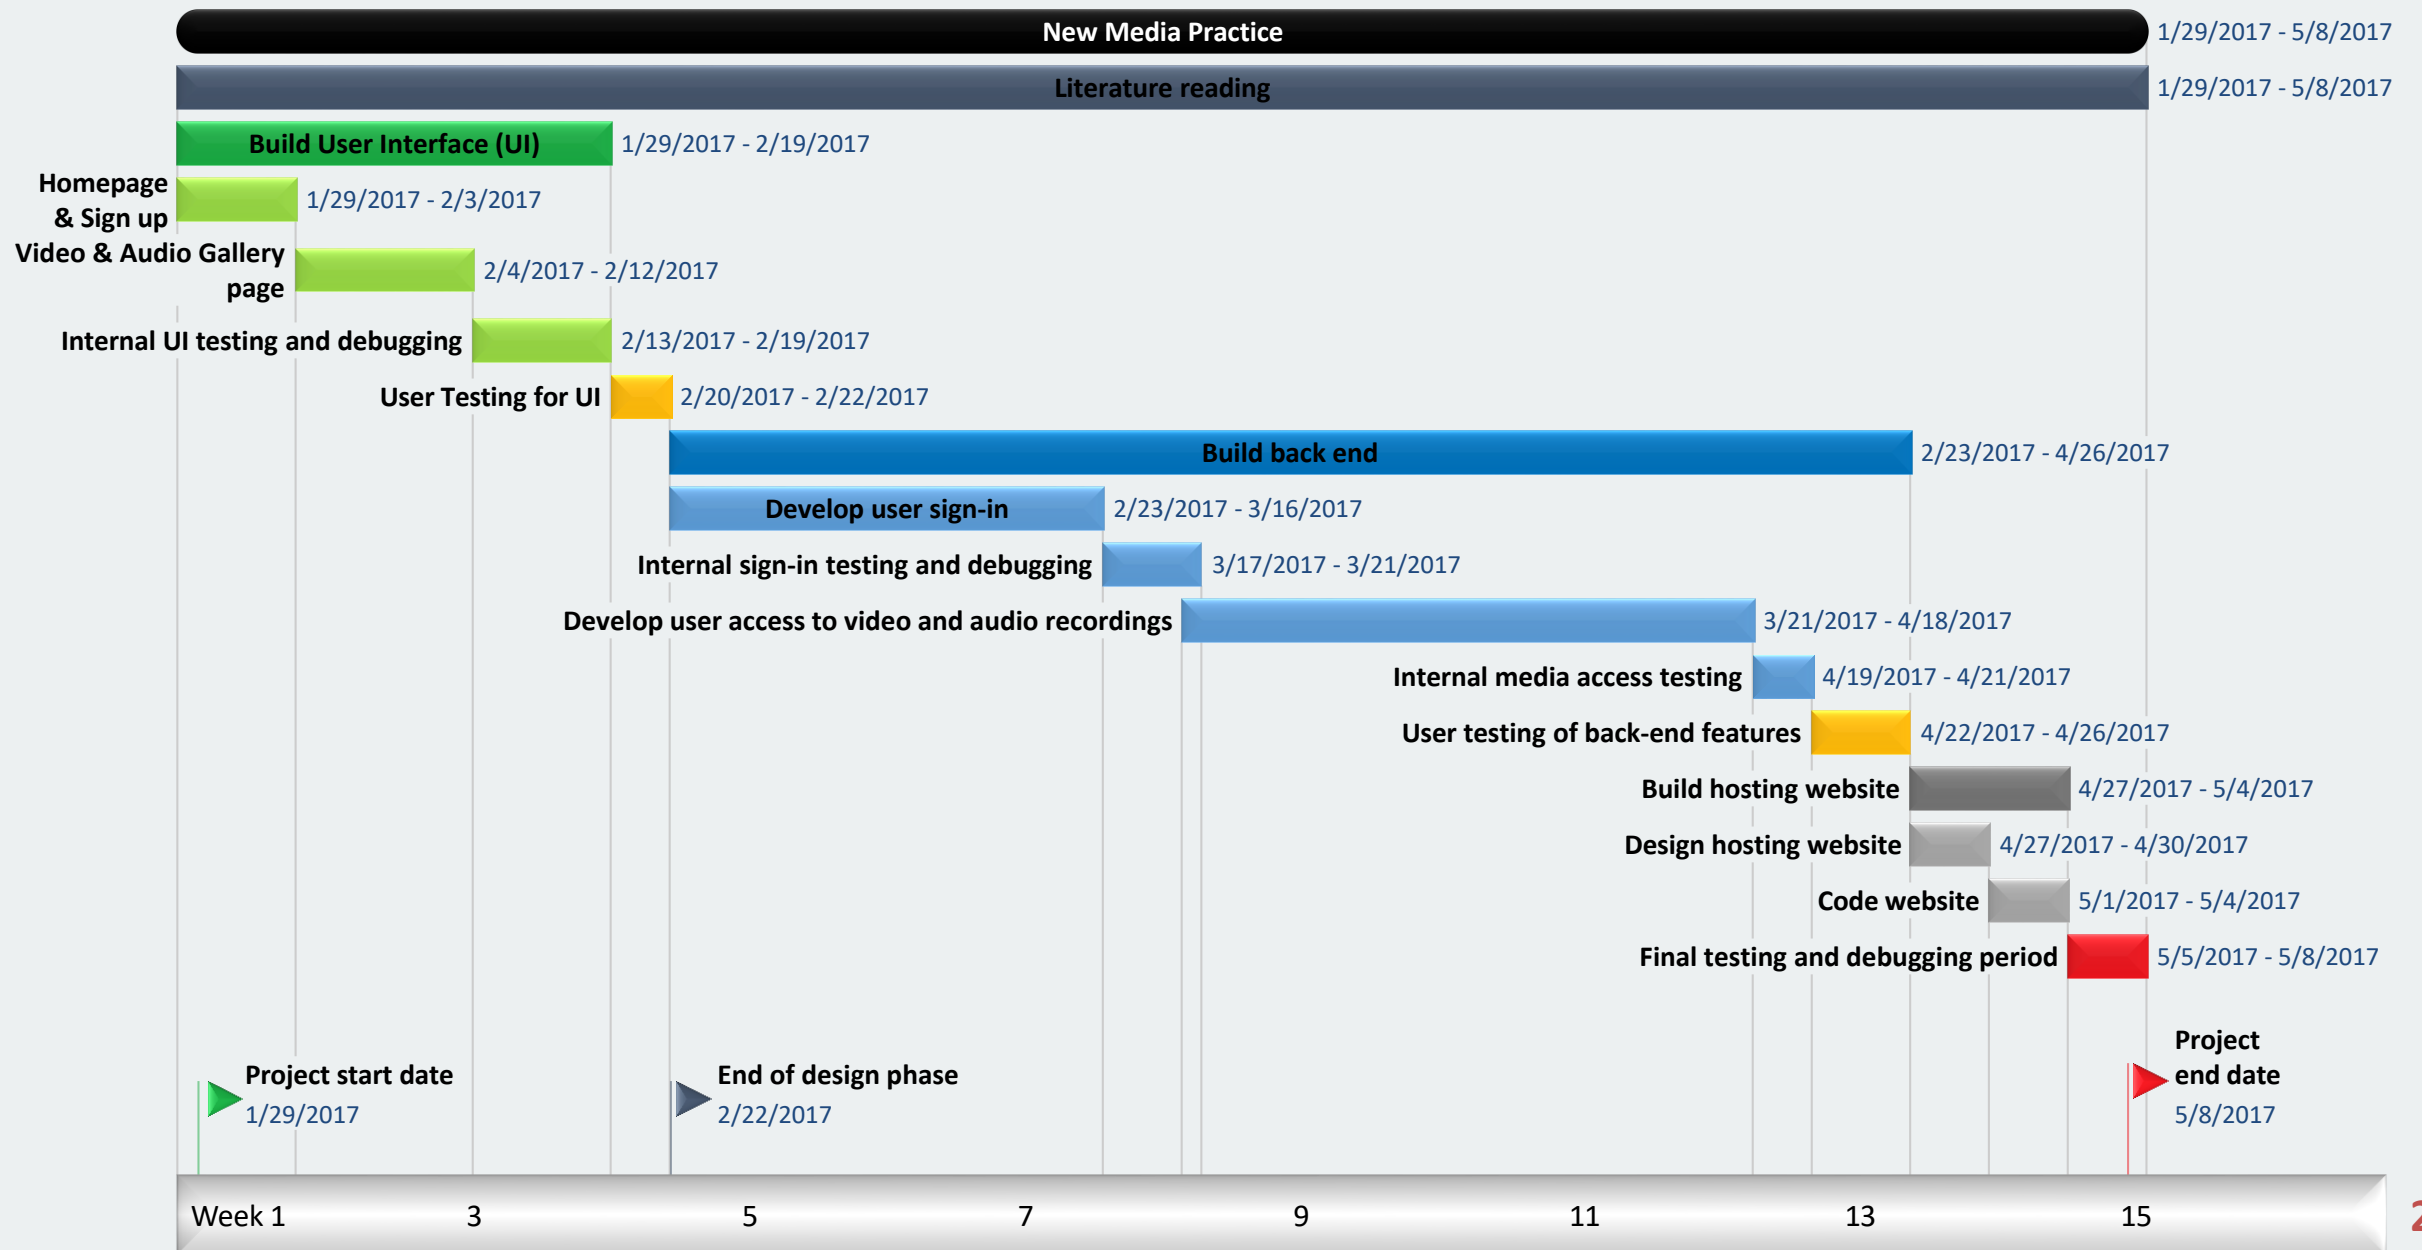 New Media Practice 1/29/2017 - 5/8/2017
Literature reading 1/29/2017 - 5/8/2017
Build User Interface (UI) 1/29/2017 - 2/19/2017
Homepage
& Sign up
1/29/2017 - 2/3/2017
Video & Audio Gallery
page
2/4/2017 - 2/12/2017
Internal UI testing and debugging 2/13/2017 - 2/19/2017
User Testing for UI 2/20/2017 - 2/22/2017
Build back end 2/23/2017 - 4/26/2017
Develop user sign-in 2/23/2017 - 3/16/2017
Internal sign-in testing and debugging 3/17/2017 - 3/21/2017
Develop user access to video and audio recordings 3/21/2017 - 4/18/2017
Internal media access testing 4/19/2017 - 4/21/2017
User testing of back-end features 4/22/2017 - 4/26/2017
Build hosting website 4/27/2017 - 5/4/2017
Design hosting website 4/27/2017 - 4/30/2017
Code website 5/1/2017 - 5/4/2017
Final testing and debugging period 5/5/2017 - 5/8/2017
Project start date
1/29/2017
End of design phase
2/22/2017
Project
end date
5/8/2017
Week 1 3 5 7 9 11 13 15